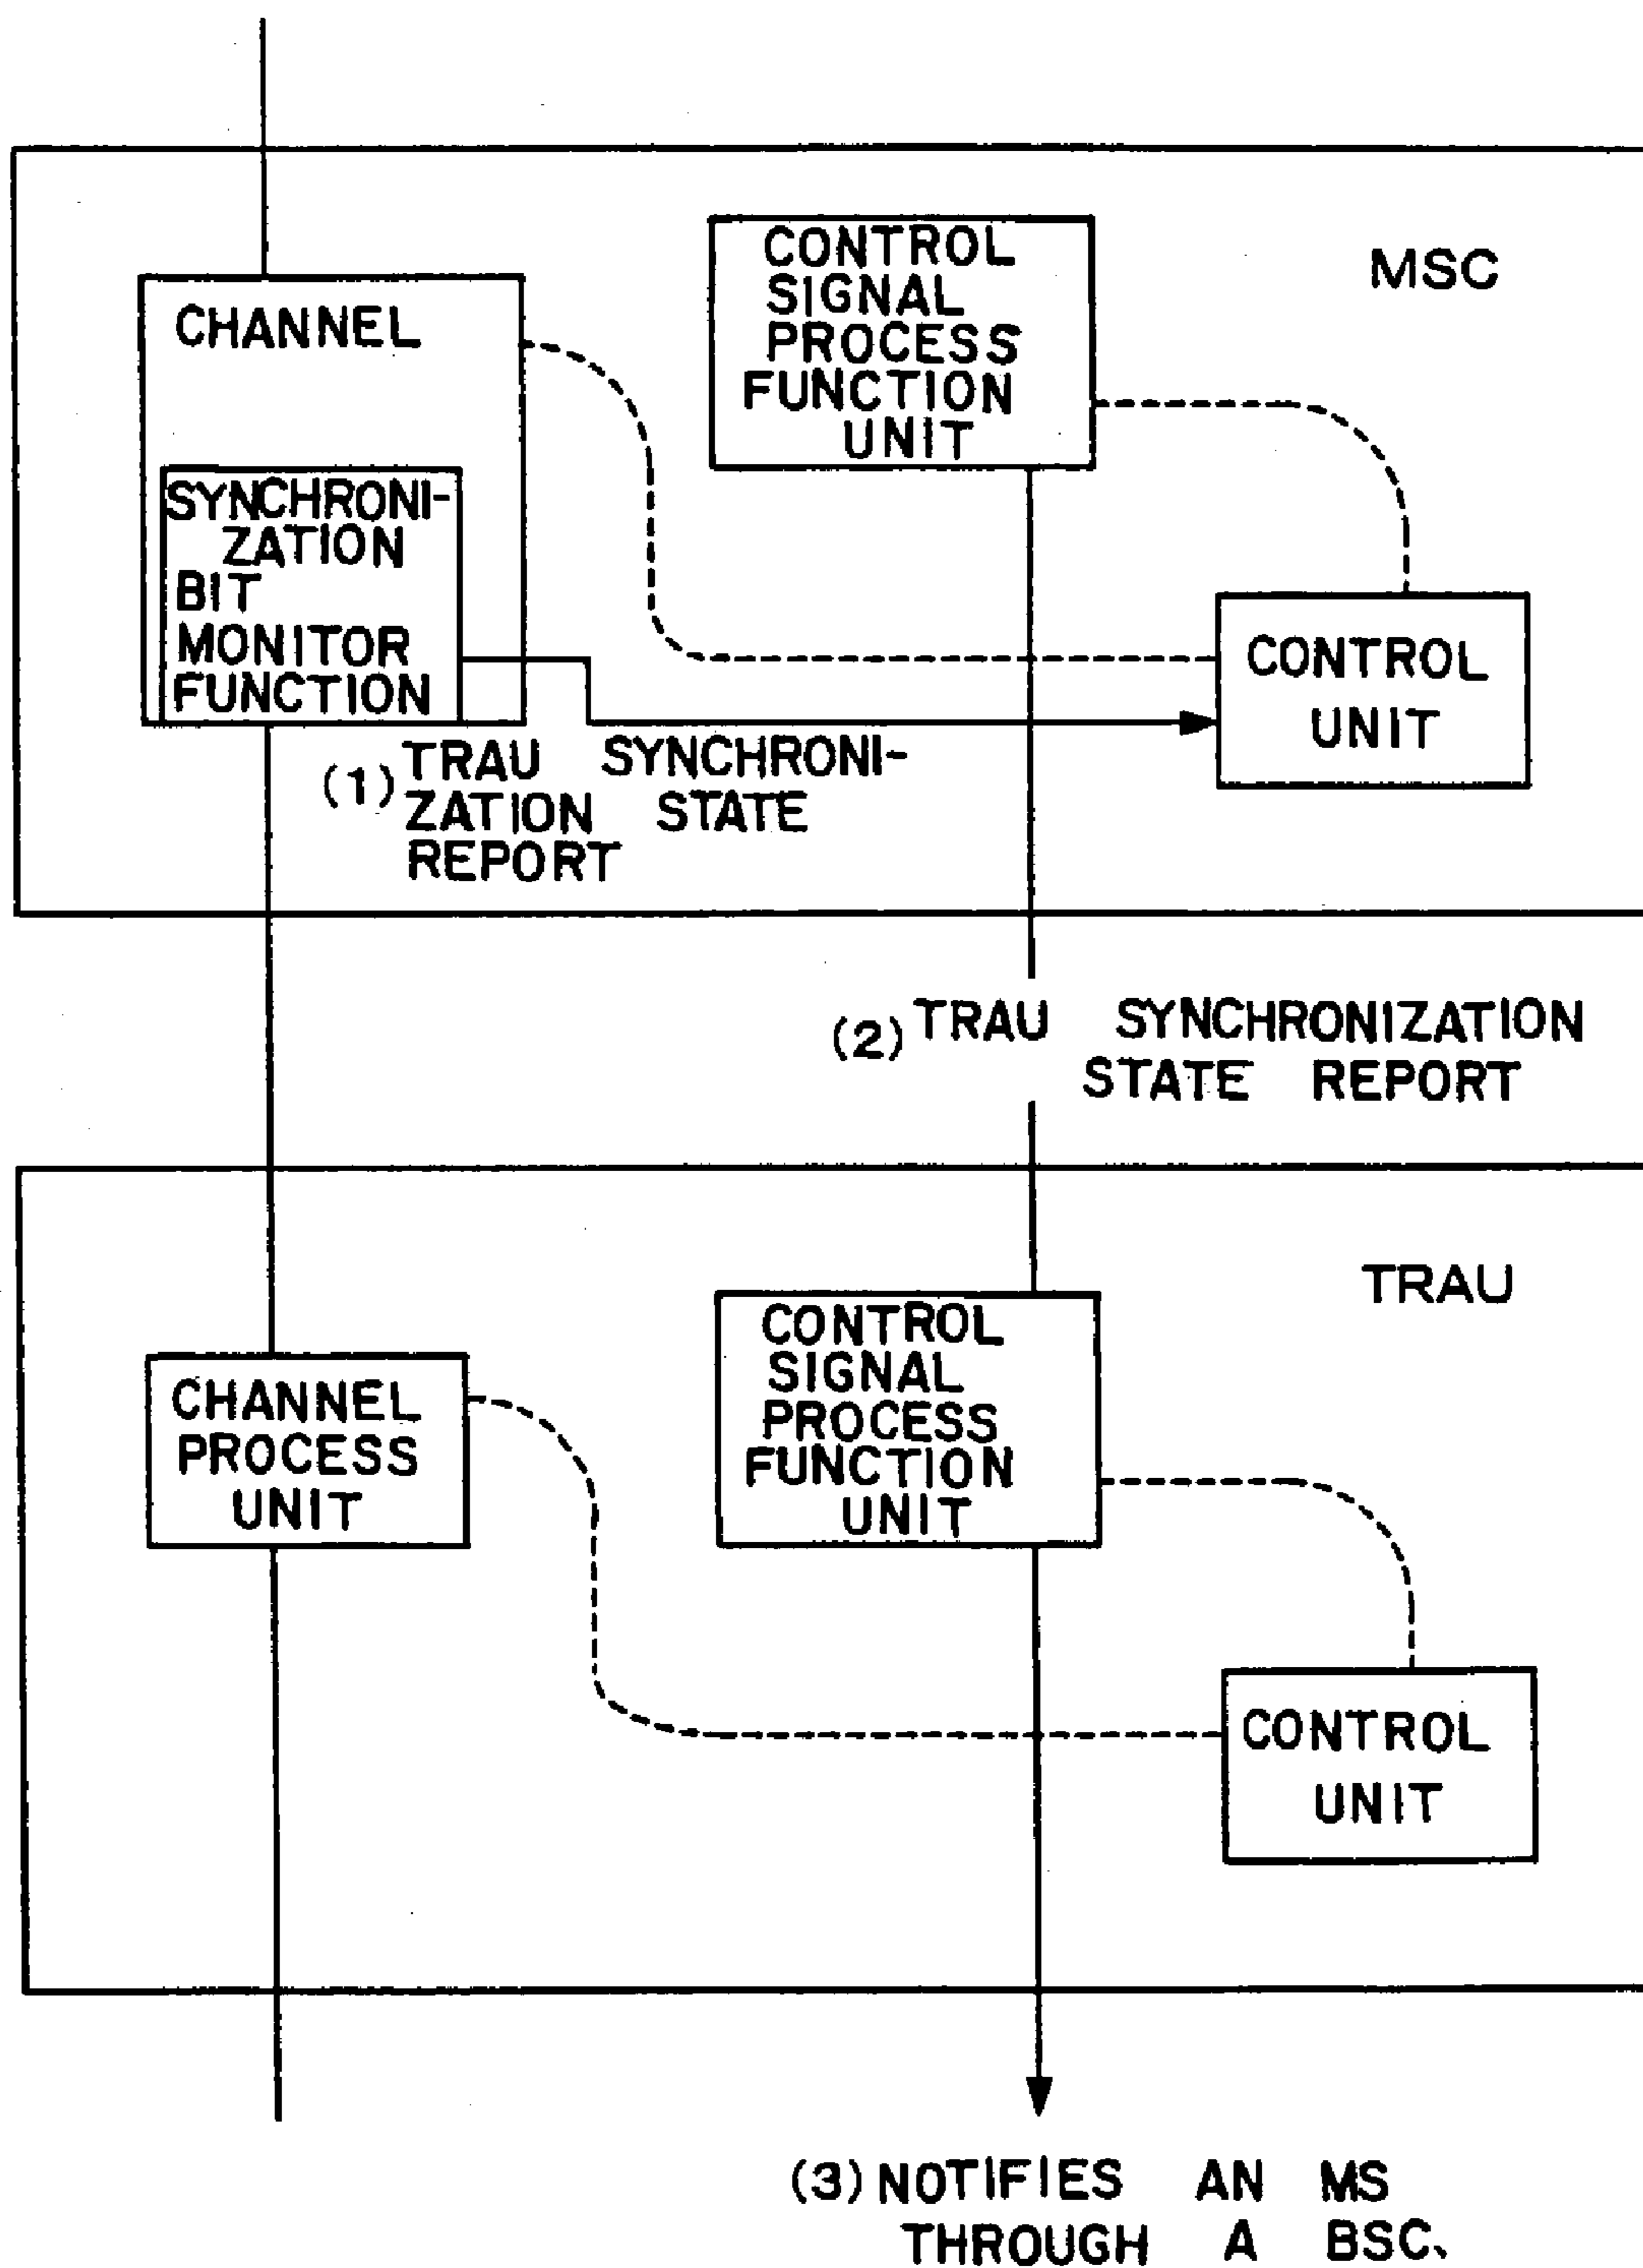 MSC
CHANNEL
SYNCHRONI-
ZATION
BIT
MONITOR
FUNCTION
CONTROL
SIGNAL
PROCESS
FUNCTION
UNIT
CONTROL
UNIT
(1) TRAU SYNCHRONI-
ZATION STATE
REPORT
(2) TRAU SYNCHRONIZATION
STATE REPORT
TRAU
CHANNEL
PROCESS
UNIT
CONTROL
SIGNAL
PROCESS
FUNCTION
UNIT
CONTROL
UNIT
(3) NOTIFIES AN MS
THROUGH A BSC.